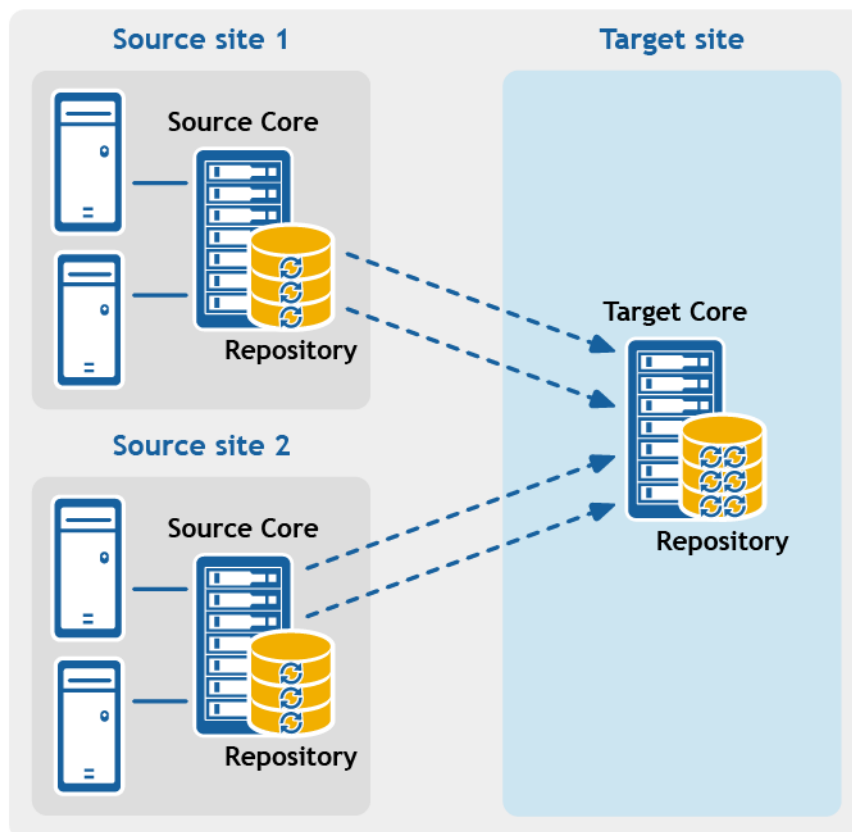 Source site 1
Target site
Source Core
Repository
Target Core
Repository
Source site 2
Source Core
Repository